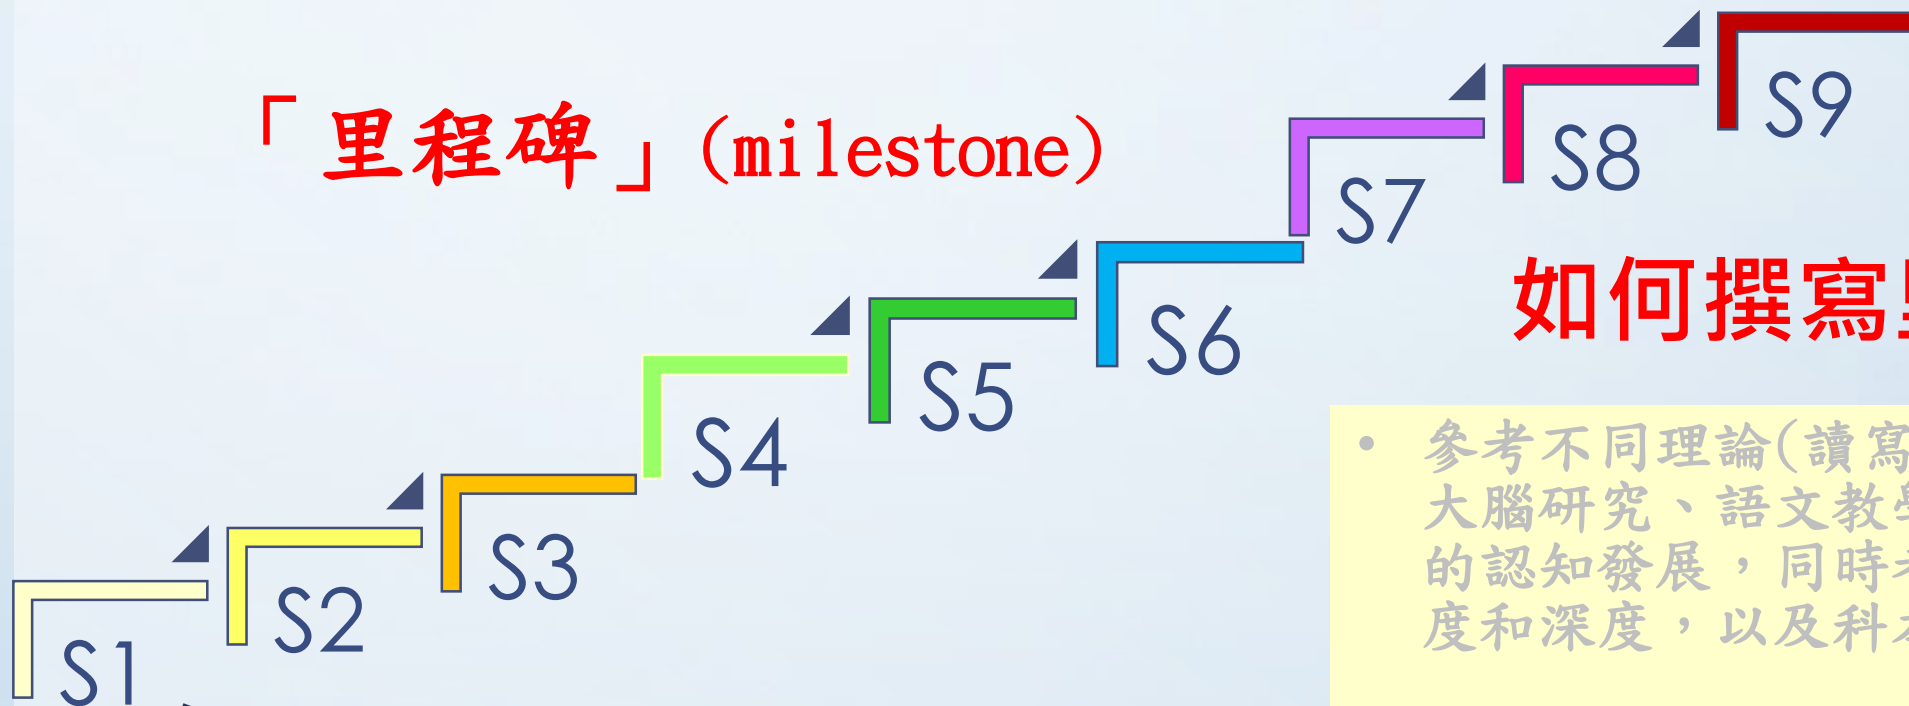 「里程碑」(milestone)
S9
S8
S7
如何撰寫
S6
S5
參考不同理論(讀寫
S4
大腦研究、語文教
的認知發展，同時
S3
度和深度，以及科
S2
S1